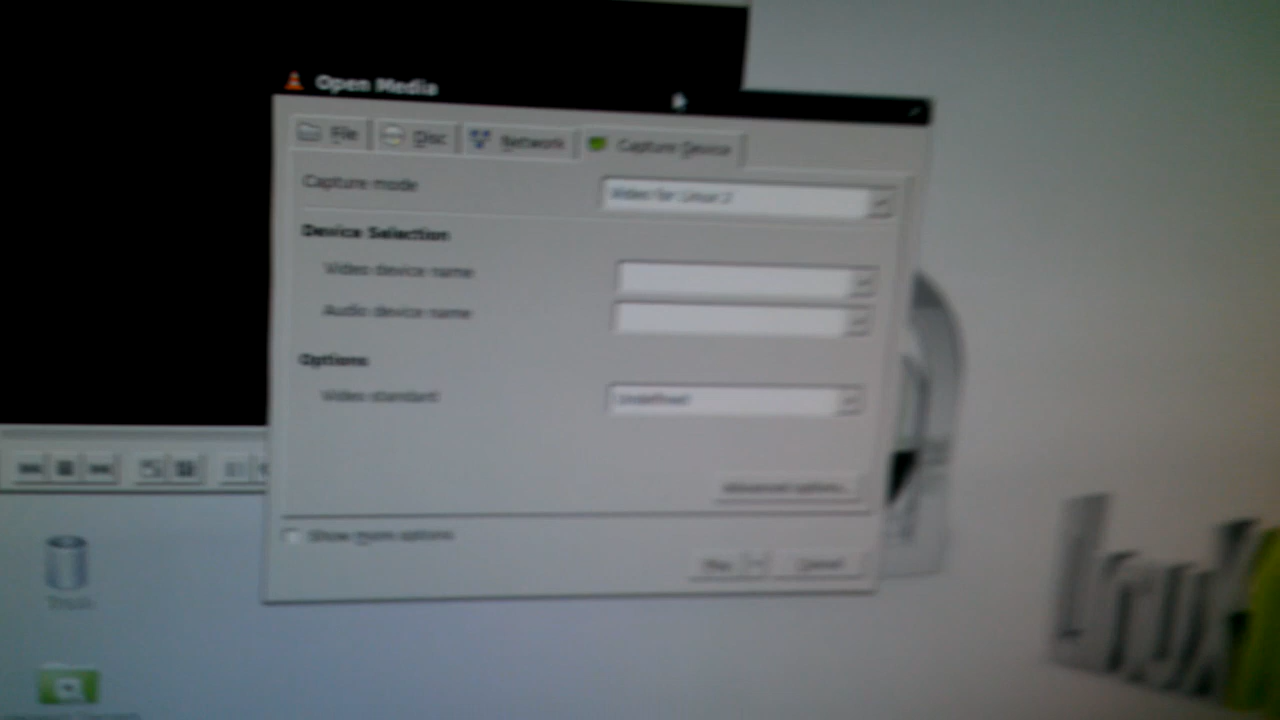 Open Media
File Disc Network Capture Device
Capture mode Video for Linux 2
Device Selection
Video device name
Audio device name
Options
Video standard Undefined
Advanced options...
Show more options
Play Cancel
Trash
linux